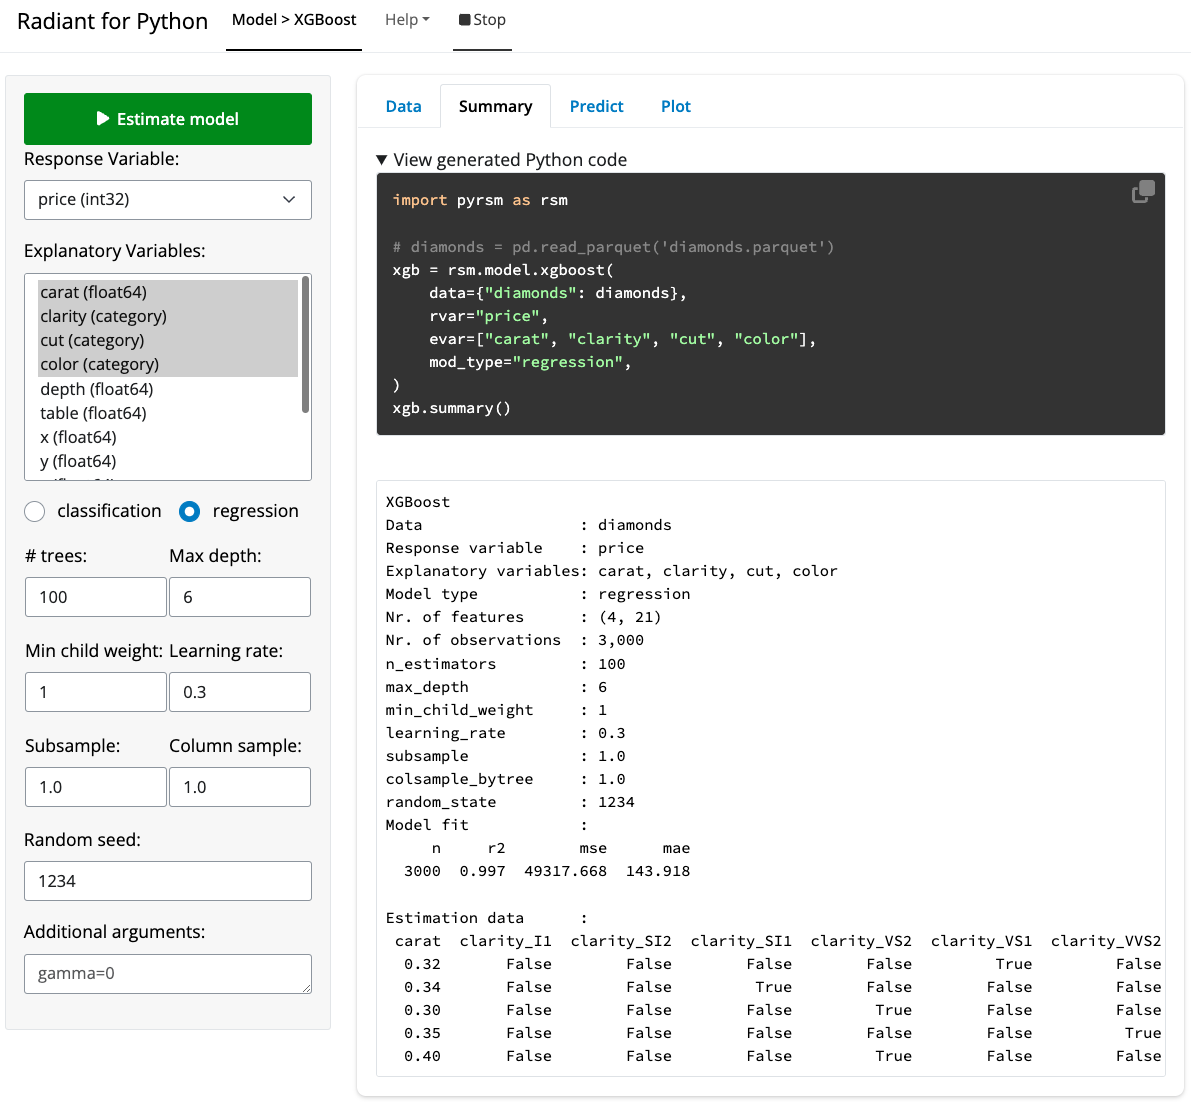 Radiant for Python
Model > XGBoost
Help
Stop
Estimate model
Response Variable:
price (int32)
Explanatory Variables:
carat (float64)
clarity (category)
cut (category)
color (category)
depth (float64)
table (float64)
x (float64)
y (float64)
classification
regression
# trees:
Max depth:
100
6
Min child weight:
Learning rate:
1
0.3
Subsample:
Column sample:
1.0
1.0
Random seed:
1234
Additional arguments:
gamma=0
Data
Summary
Predict
Plot
▼ View generated Python code
import pyrsm as rsm
# diamonds = pd.read_parquet('diamonds.parquet')
xgb = rsm.model.xgboost(
    data={"diamonds": diamonds},
    rvar="price",
    evar=["carat", "clarity", "cut", "color"],
    mod_type="regression",
)
xgb.summary()
XGBoost
Data                 : diamonds
Response variable    : price
Explanatory variables: carat, clarity, cut, color
Model type           : regression
Nr. of features      : (4, 21)
Nr. of observations  : 3,000
n_estimators         : 100
max_depth            : 6
min_child_weight     : 1
learning_rate        : 0.3
subsample            : 1.0
colsample_bytree     : 1.0
random_state         : 1234
Model fit            :
     n     r2        mse      mae
  3000  0.997  49317.668  143.918
Estimation data      :
 carat  clarity_I1  clarity_SI2  clarity_SI1  clarity_VS2  clarity_VS1  clarity_VVS2
  0.32       False        False        False        False         True         False
  0.34       False        False         True        False        False         False
  0.30       False        False        False         True        False         False
  0.35       False        False        False        False        False          True
  0.40       False        False        False         True        False         False